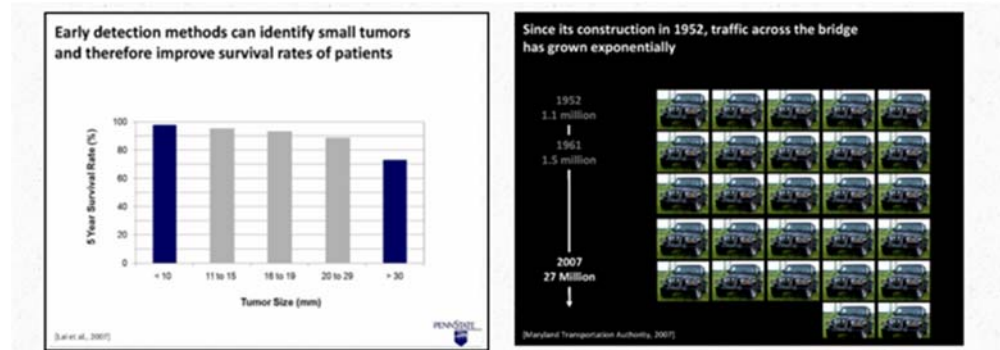 Early detection methods can identify small tumors
and therefore improve survival rates of patients
5 Year Survival Rate (%)
100
80
60
40
20
0
< 10
11 to 15
16 to 19
20 to 29
> 30
Tumor Size (mm)
[Lai et al., 2007]
PENNSTATE
Since its construction in 1952, traffic across the bridge
has grown exponentially
1952
1.1 million
1961
1.5 million
2007
27 Million
[Maryland Transportation Authority, 2007]